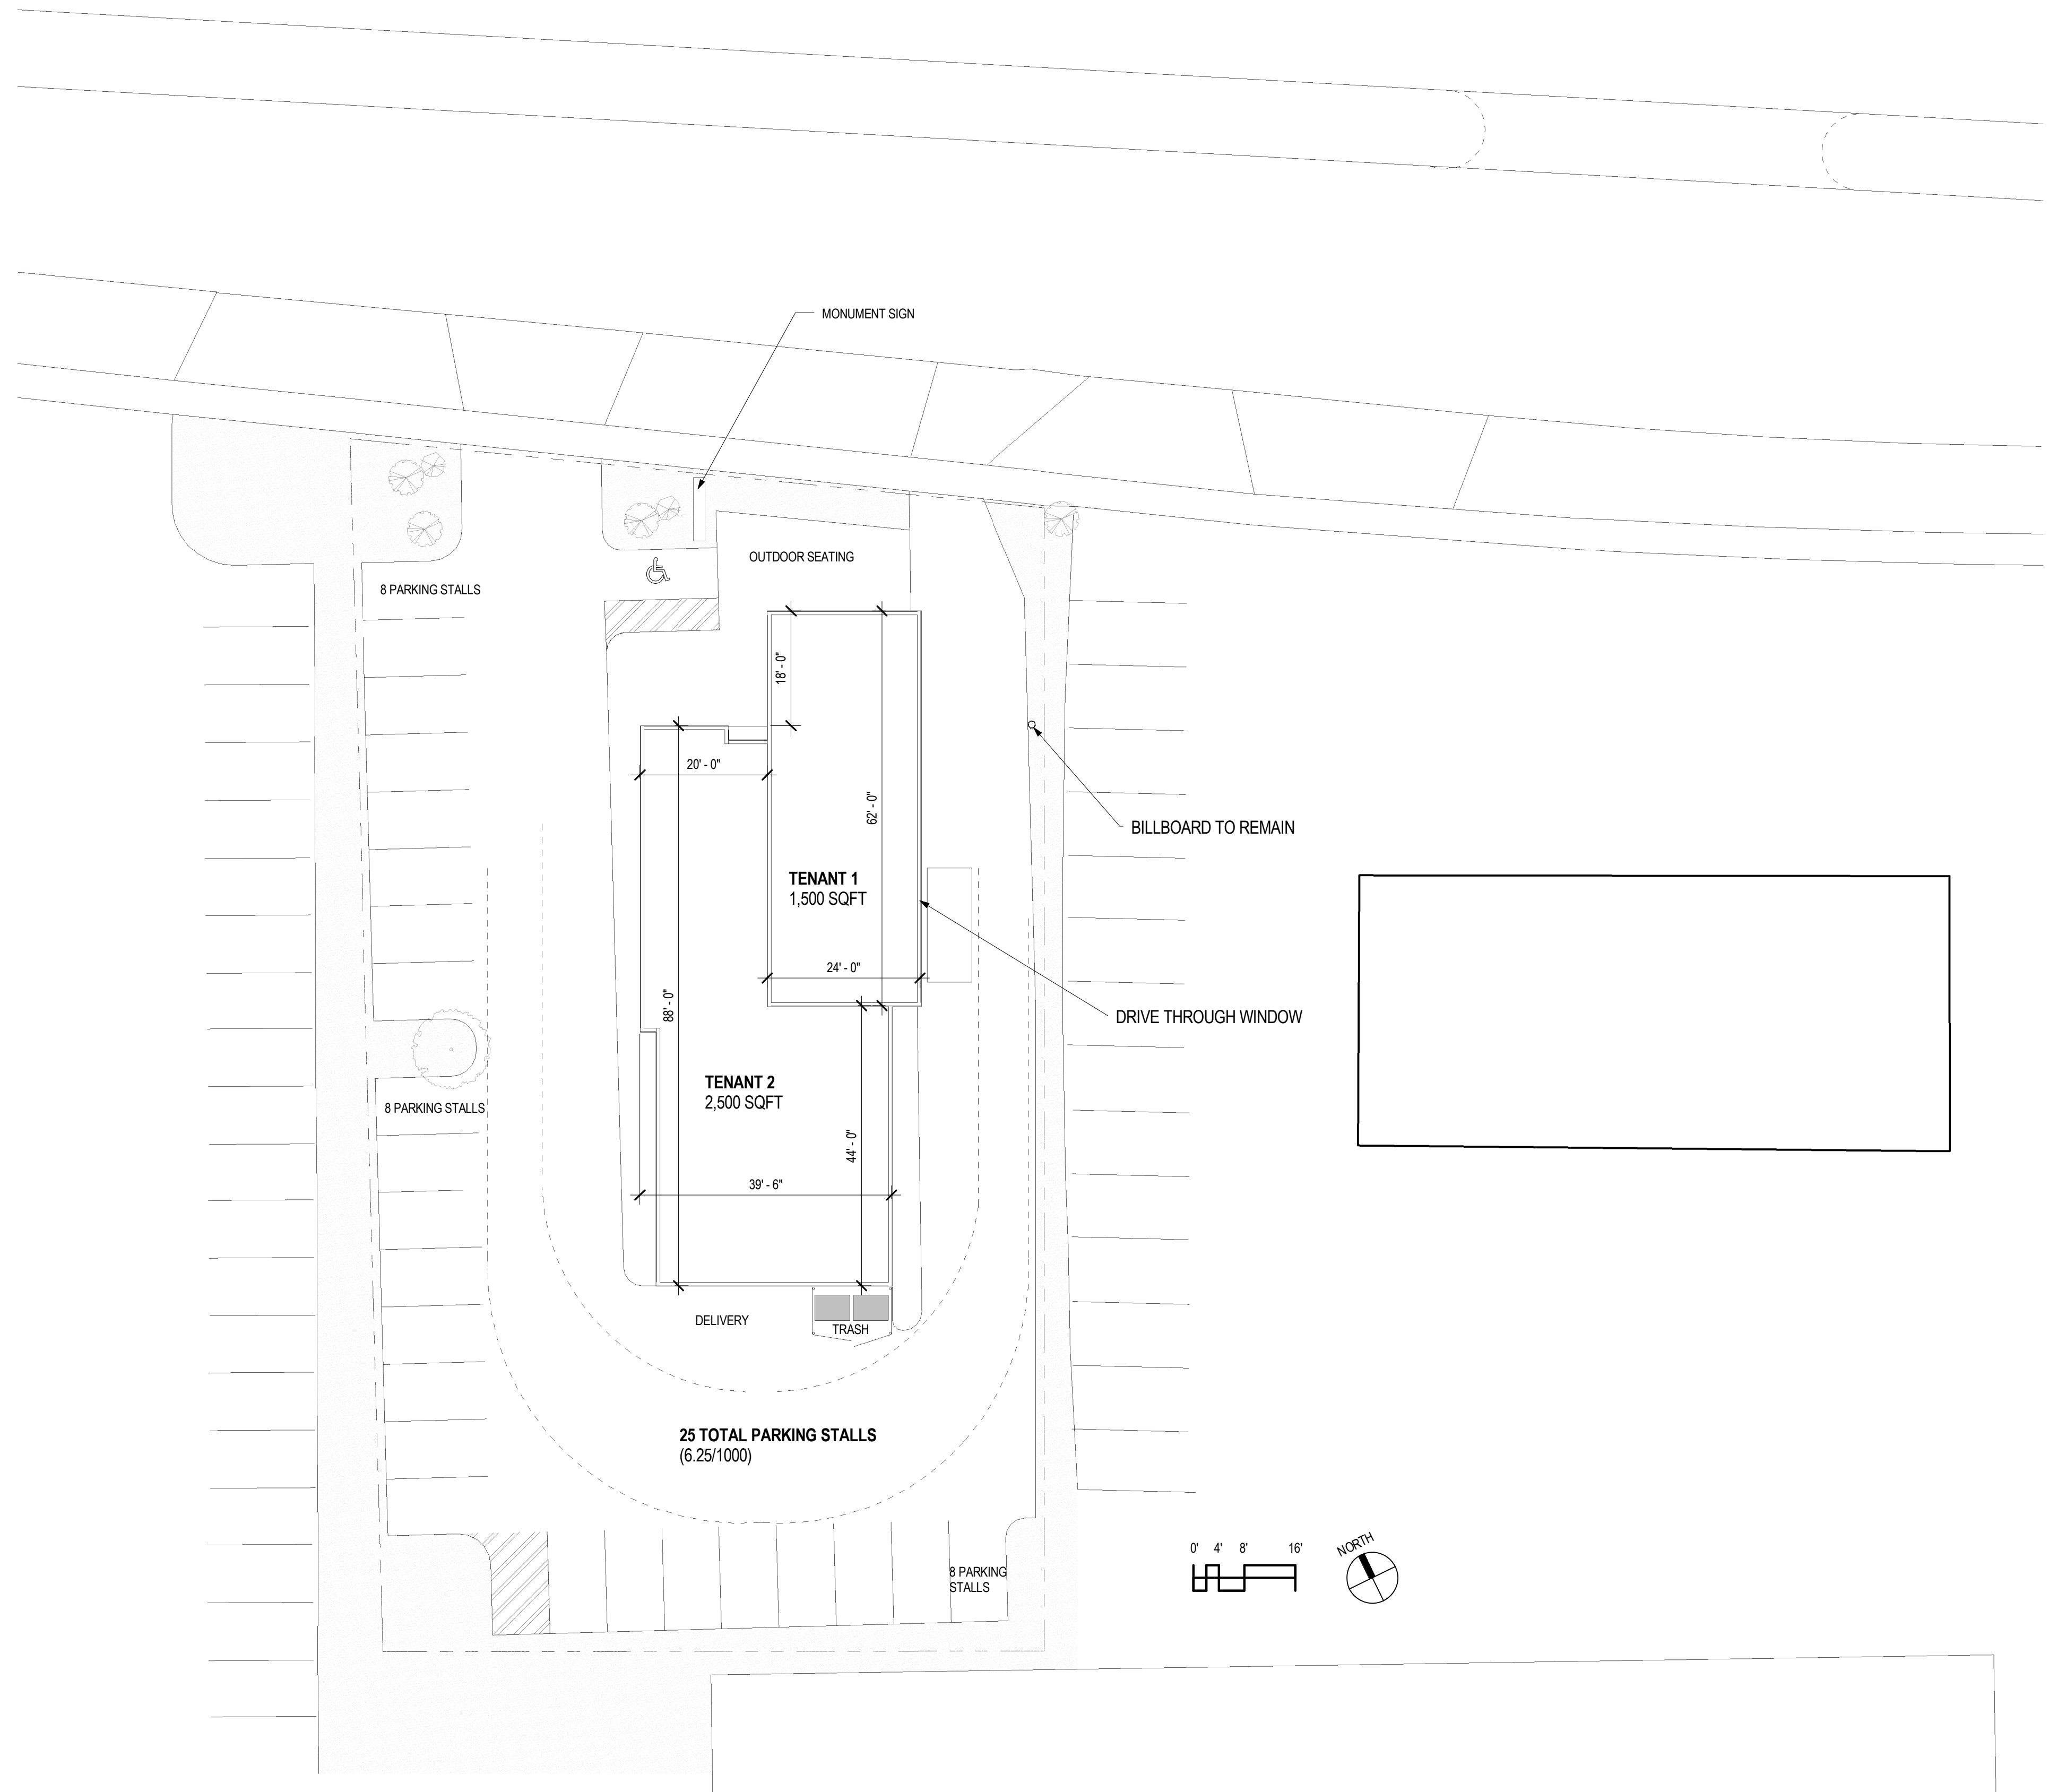 MONUMENT SIGN
OUTDOOR SEATING
8 PARKING STALLS
18' - 0"
20' - 0"
62' - 0"
BILLBOARD TO REMAIN
TENANT 1
1,500 SQFT
24' - 0"
88' - 0"
DRIVE THROUGH WINDOW
TENANT 2
2,500 SQFT
8 PARKING STALLS
44' - 0"
39' - 6"
DELIVERY
TRASH
25 TOTAL PARKING STALLS
(6.25/1000)
8 PARKING
STALLS
0' 4' 8' 16'
NORTH